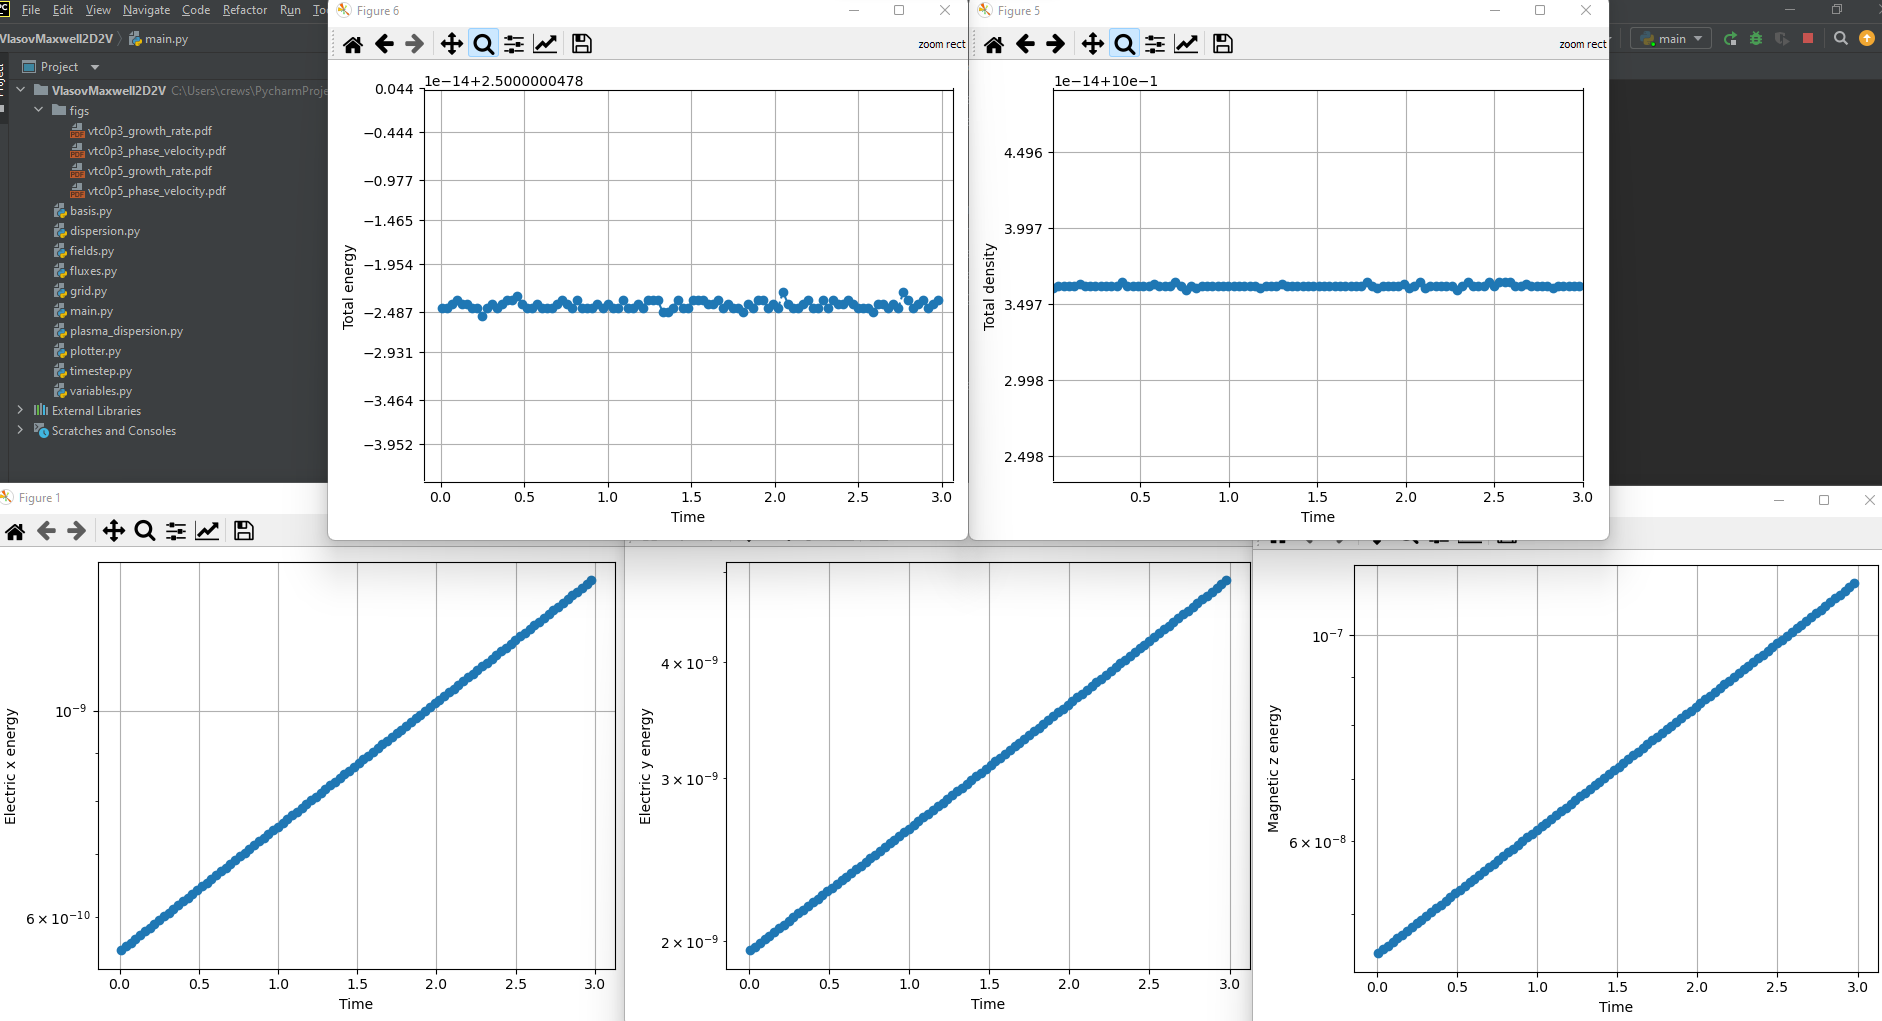 File Edit View Navigate Code Refactor Run
VlasovMaxwell2D2V main.py
main
Project
VlasovMaxwell2D2V C:\Users\crews\PycharmProje
figs
vtc0p3_growth_rate.pdf
vtc0p3_phase_velocity.pdf
vtc0p5_growth_rate.pdf
vtc0p5_phase_velocity.pdf
basis.py
dispersion.py
fields.py
fluxes.py
grid.py
main.py
plasma_dispersion.py
plotter.py
timestep.py
variables.py
External Libraries
Scratches and Consoles
Figure 6
zoom rect
1e−14+2.5000000478
0.044
−0.444
−0.977
−1.465
−1.954
−2.487
−2.931
−3.464
−3.952
Total energy
0.0 0.5 1.0 1.5 2.0 2.5 3.0
Time
Figure 5
zoom rect
1e−14+10e−1
4.496
3.997
3.497
2.998
2.498
Total density
0.5 1.0 1.5 2.0 2.5 3.0
Time
Figure 1
10⁻⁹
6 × 10⁻¹⁰
Electric x energy
0.0 0.5 1.0 1.5 2.0 2.5 3.0
Time
4 × 10⁻⁹
3 × 10⁻⁹
2 × 10⁻⁹
Electric y energy
0.0 0.5 1.0 1.5 2.0 2.5 3.0
Time
10⁻⁷
6 × 10⁻⁸
Magnetic z energy
0.0 0.5 1.0 1.5 2.0 2.5 3.0
Time